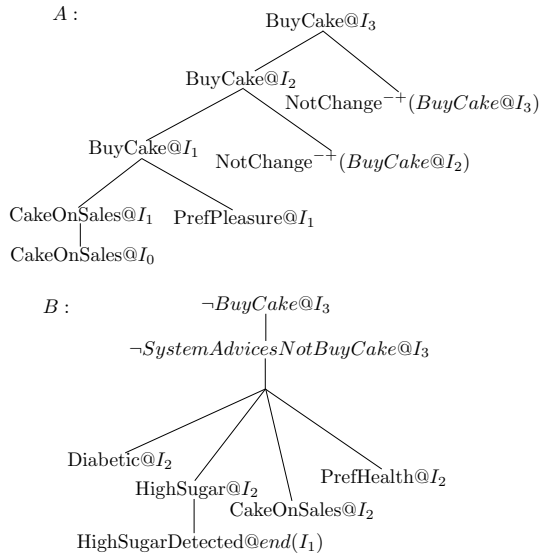 A :
BuyCake@I₃
BuyCake@I₂
NotChange⁻⁺(BuyCake@I₃)
BuyCake@I₁
NotChange⁻⁺(BuyCake@I₂)
CakeOnSales@I₁
PrefPleasure@I₁
CakeOnSales@I₀
B :
¬BuyCake@I₃
¬SystemAdvicesNotBuyCake@I₃
Diabetic@I₂
PrefHealth@I₂
HighSugar@I₂
CakeOnSales@I₂
HighSugarDetected@end(I₁)